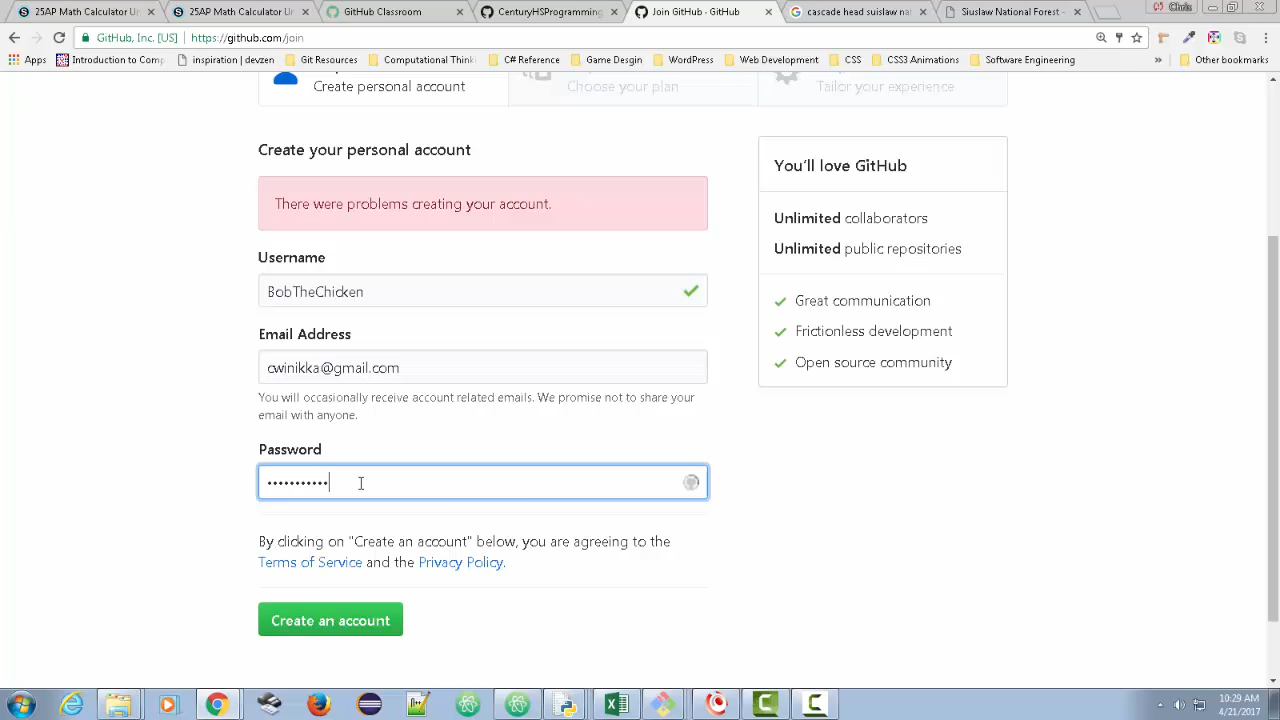 25AP Math Calculator Un
25AP Math Calculator Un
GitHub Classroom
CenturyHSProgramming
Join GitHub · GitHub
cascade head suislaw nat
Siuslaw National Forest -
Chris
GitHub, Inc. [US]
https://github.com/join
Apps
Introduction to Comp
inspiration | devzen
Git Resources
Computational Think
C# Reference
Game Desgin
WordPress
Web Development
CSS
CSS3 Animations
Software Engineering
»
Other bookmarks
Create personal account
Choose your plan
Tailor your experience
Create your personal account
There were problems creating your account.
Username
BobTheChicken
Email Address
cwinikka@gmail.com
You will occasionally receive account related emails. We promise not to share your
email with anyone.
Password
•••••••••••
By clicking on "Create an account" below, you are agreeing to the
Terms of Service and the Privacy Policy.
Create an account
You'll love GitHub
Unlimited collaborators
Unlimited public repositories
Great communication
Frictionless development
Open source community
10:29 AM
4/21/2017